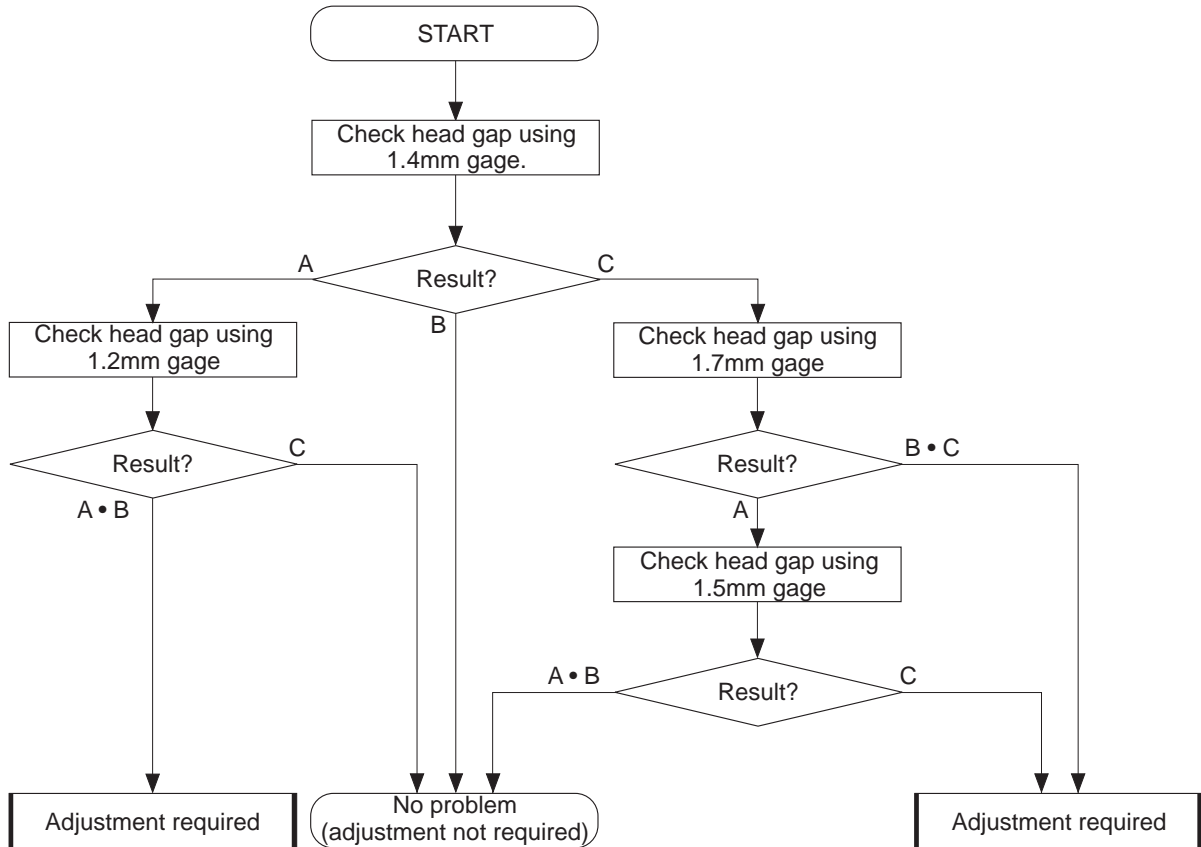 START
Check head gap using
1.4mm gage.
A
Result?
C
B
Check head gap using
1.2mm gage
Check head gap using
1.7mm gage
Result?
C
A • B
Result?
B • C
A
Check head gap using
1.5mm gage
A • B
Result?
C
Adjustment required
No problem
(adjustment not required)
Adjustment required